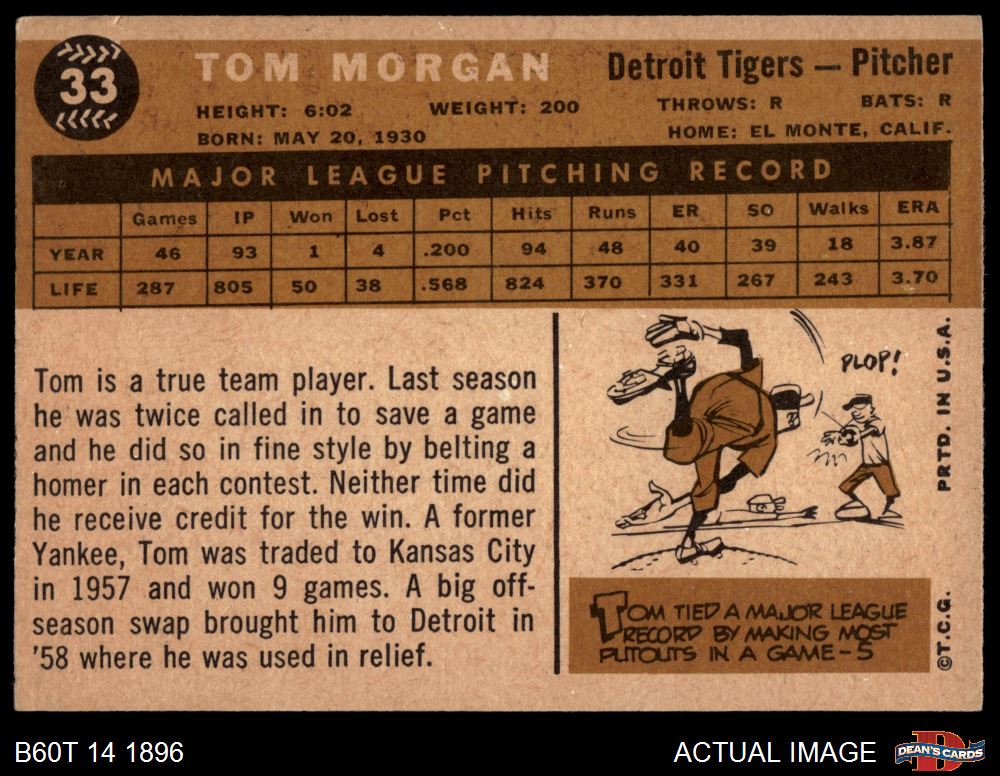 33
TOM MORGAN
Detroit Tigers — Pitcher
HEIGHT: 6:02 WEIGHT: 200 THROWS: R BATS: R
BORN: MAY 20, 1930 HOME: EL MONTE, CALIF.
MAJOR LEAGUE PITCHING RECORD
Games IP Won Lost Pct Hits Runs ER SO Walks ERA
YEAR 46 93 1 4 .200 94 48 40 39 18 3.87
LIFE 287 805 50 38 .568 824 370 331 267 243 3.70
Tom is a true team player. Last season
he was twice called in to save a game
and he did so in fine style by belting a
homer in each contest. Neither time did
he receive credit for the win. A former
Yankee, Tom was traded to Kansas City
in 1957 and won 9 games. A big off-
season swap brought him to Detroit in
'58 where he was used in relief.
PLOP!
TOM TIED A MAJOR LEAGUE
RECORD BY MAKING MOST
PUTOUTS IN A GAME-5
©T.C.G. PRTD. IN U.S.A.
B60T 14 1896
ACTUAL IMAGE
DEAN'S CARDS